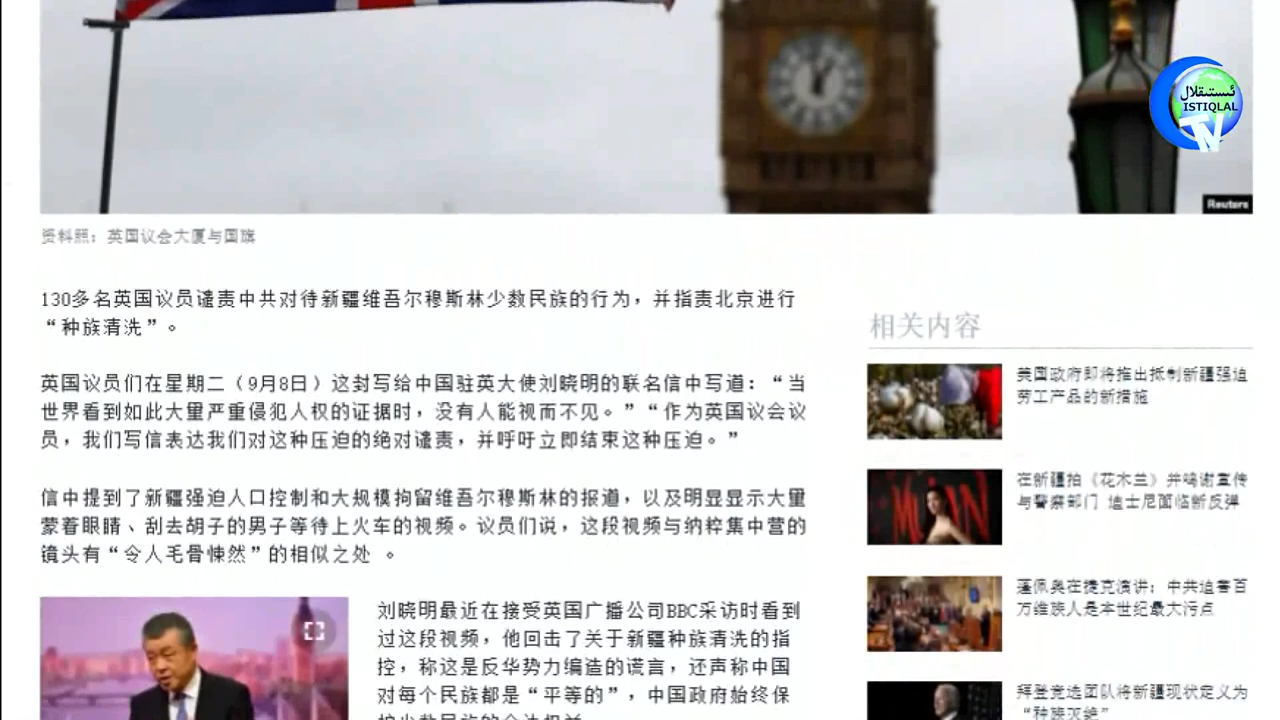 ئىستىقلال
ISTIQLAL
TV
Reuters
资料照：英国议会大厦与国旗
130多名英国议员谴责中共对待新疆维吾尔穆斯林少数民族的行为，并指责北京进行
“种族清洗”。
英国议员们在星期二（9月8日）这封写给中国驻英大使刘晓明的联名信中写道：“当
世界看到如此大量严重侵犯人权的证据时，没有人能视而不见。”“作为英国议会议
员，我们写信表达我们对这种压迫的绝对谴责，并呼吁立即结束这种压迫。”
信中提到了新疆强迫人口控制和大规模拘留维吾尔穆斯林的报道，以及明显显示大量
蒙着眼睛、刮去胡子的男子等待上火车的视频。议员们说，这段视频与纳粹集中营的
镜头有“令人毛骨悚然”的相似之处 。
刘晓明最近在接受英国广播公司BBC采访时看到
过这段视频，他回击了关于新疆种族清洗的指
控，称这是反华势力编造的谎言，还声称中国
对每个民族都是“平等的”，中国政府始终保
护少数民族的合法权益
相关内容
美国政府即将推出抵制新疆强迫
劳工产品的新措施
在新疆拍《花木兰》并鸣谢宣传
与警察部门 迪士尼面临新反弹
MULAN
蓬佩奥在捷克演讲：中共迫害百
万维族人是本世纪最大污点
拜登竞选团队将新疆现状定义为
“种族灭绝”